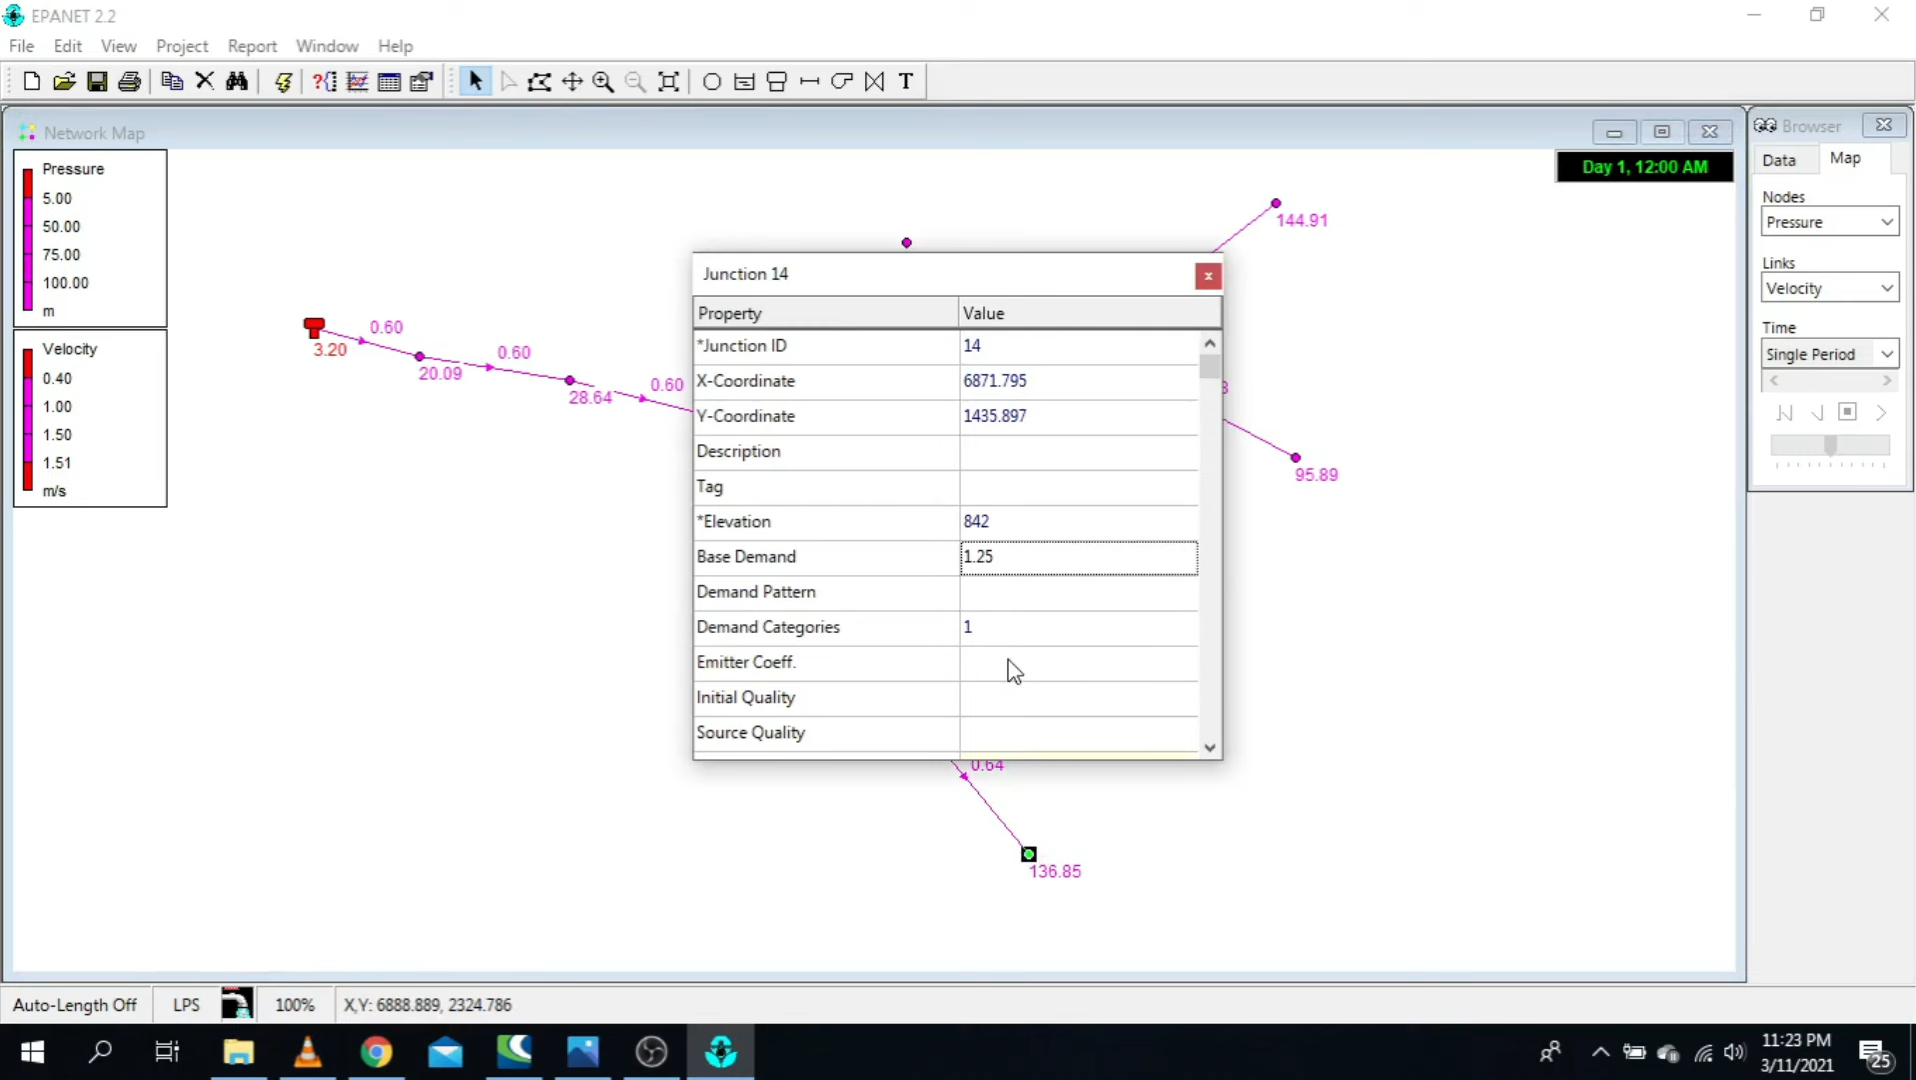 EPANET 2.2
File Edit View Project Report Window Help
Network Map
Pressure
5.00
50.00
75.00
100.00
m
Velocity
0.40
1.00
1.50
1.51
m/s
Day 1, 12:00 AM
144.91
0.60
3.20
20.09
0.60
28.64
0.60
3
95.89
0.64
136.85
Junction 14
x
Property Value
*Junction ID 14
X-Coordinate 6871.795
Y-Coordinate 1435.897
Description
Tag
*Elevation 842
Base Demand 1.25
Demand Pattern
Demand Categories 1
Emitter Coeff.
Initial Quality
Source Quality
Browser
Data Map
Nodes
Pressure
Links
Velocity
Time
Single Period
Auto-Length Off LPS 100% X,Y: 6888.889, 2324.786
11:23 PM
3/11/2021
25